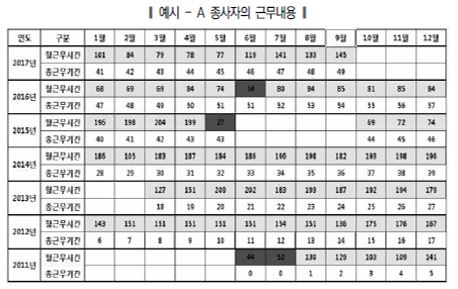 ‖ 예시 - A 종사자의 근무내용 ‖
연도 구분 1월 2월 3월 4월 5월 6월 7월 8월 9월 10월 11월 12월
2017년 월근무시간 101 84 79 78 77 119 141 133 145
총근무기간 41 42 43 44 45 46 47 48 49
2016년 월근무시간 68 69 69 84 74 14 80 84 85 81 85 84
총근무기간 47 48 49 50 51 51 52 53 54 55 56 57
2015년 월근무시간 196 198 204 199 27 69 72 74
총근무기간 40 41 42 43 43 44 45 46
2014년 월근무시간 186 105 183 187 184 186 196 198 182 193 198 196
총근무기간 28 29 30 31 32 33 34 35 36 37 38 39
2013년 월근무시간 127 151 209 202 183 193 187 192 194 179
총근무기간 18 19 20 21 22 23 24 25 26 27
2012년 월근무시간 143 151 151 151 151 151 154 151 136 175 176 167
총근무기간 6 7 8 9 10 11 12 13 14 15 16 17
2011년 월근무시간 44 52 130 129 103 109 141
총근무기간 0 0 1 2 3 4 5